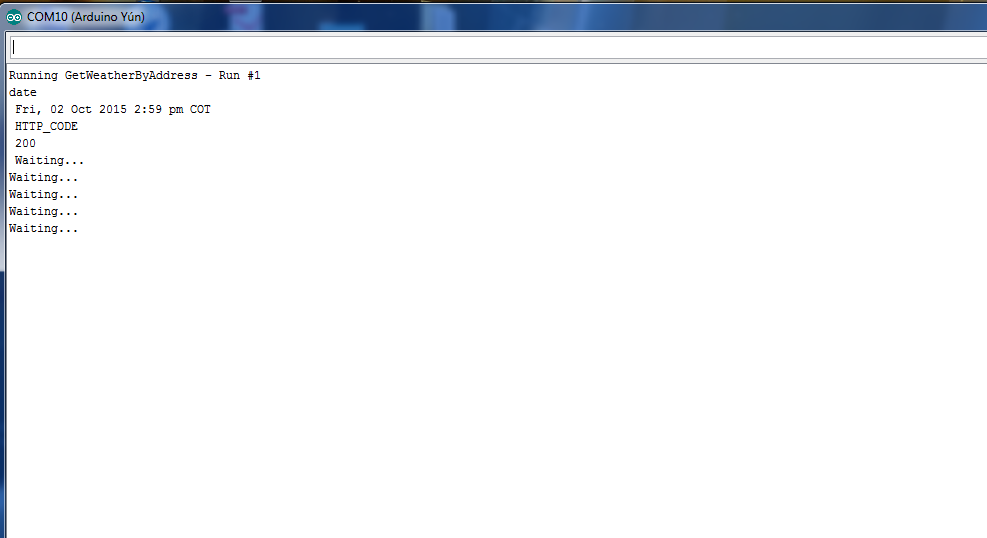 COM10 (Arduino Yún)
Running GetWeatherByAddress - Run #1
date
Fri, 02 Oct 2015 2:59 pm COT
HTTP_CODE
200
Waiting...
Waiting...
Waiting...
Waiting...
Waiting...